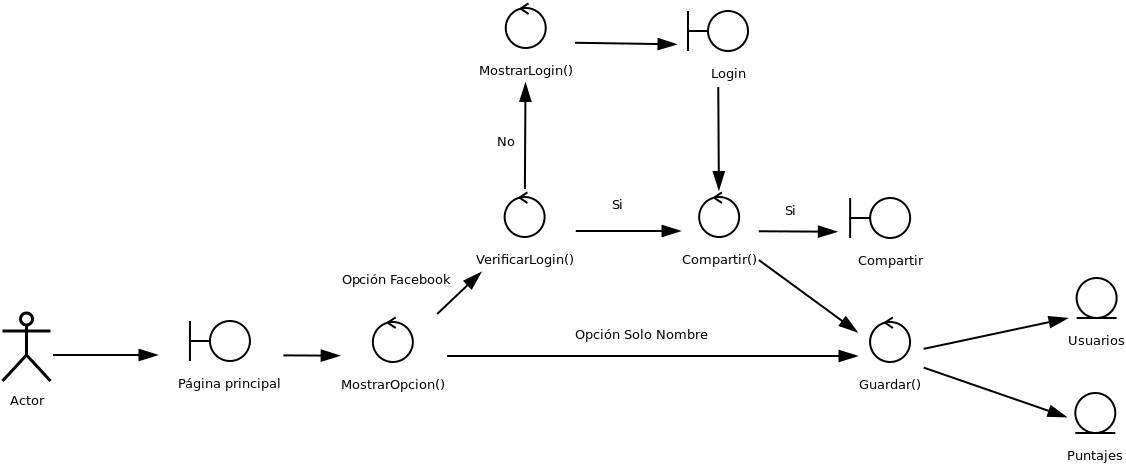 MostrarLogin()
Login
No
Si
Si
VerificarLogin()
Compartir()
Compartir
Opción Facebook
Opción Solo Nombre
Usuarios
Página principal
MostrarOpcion()
Guardar()
Actor
Puntajes